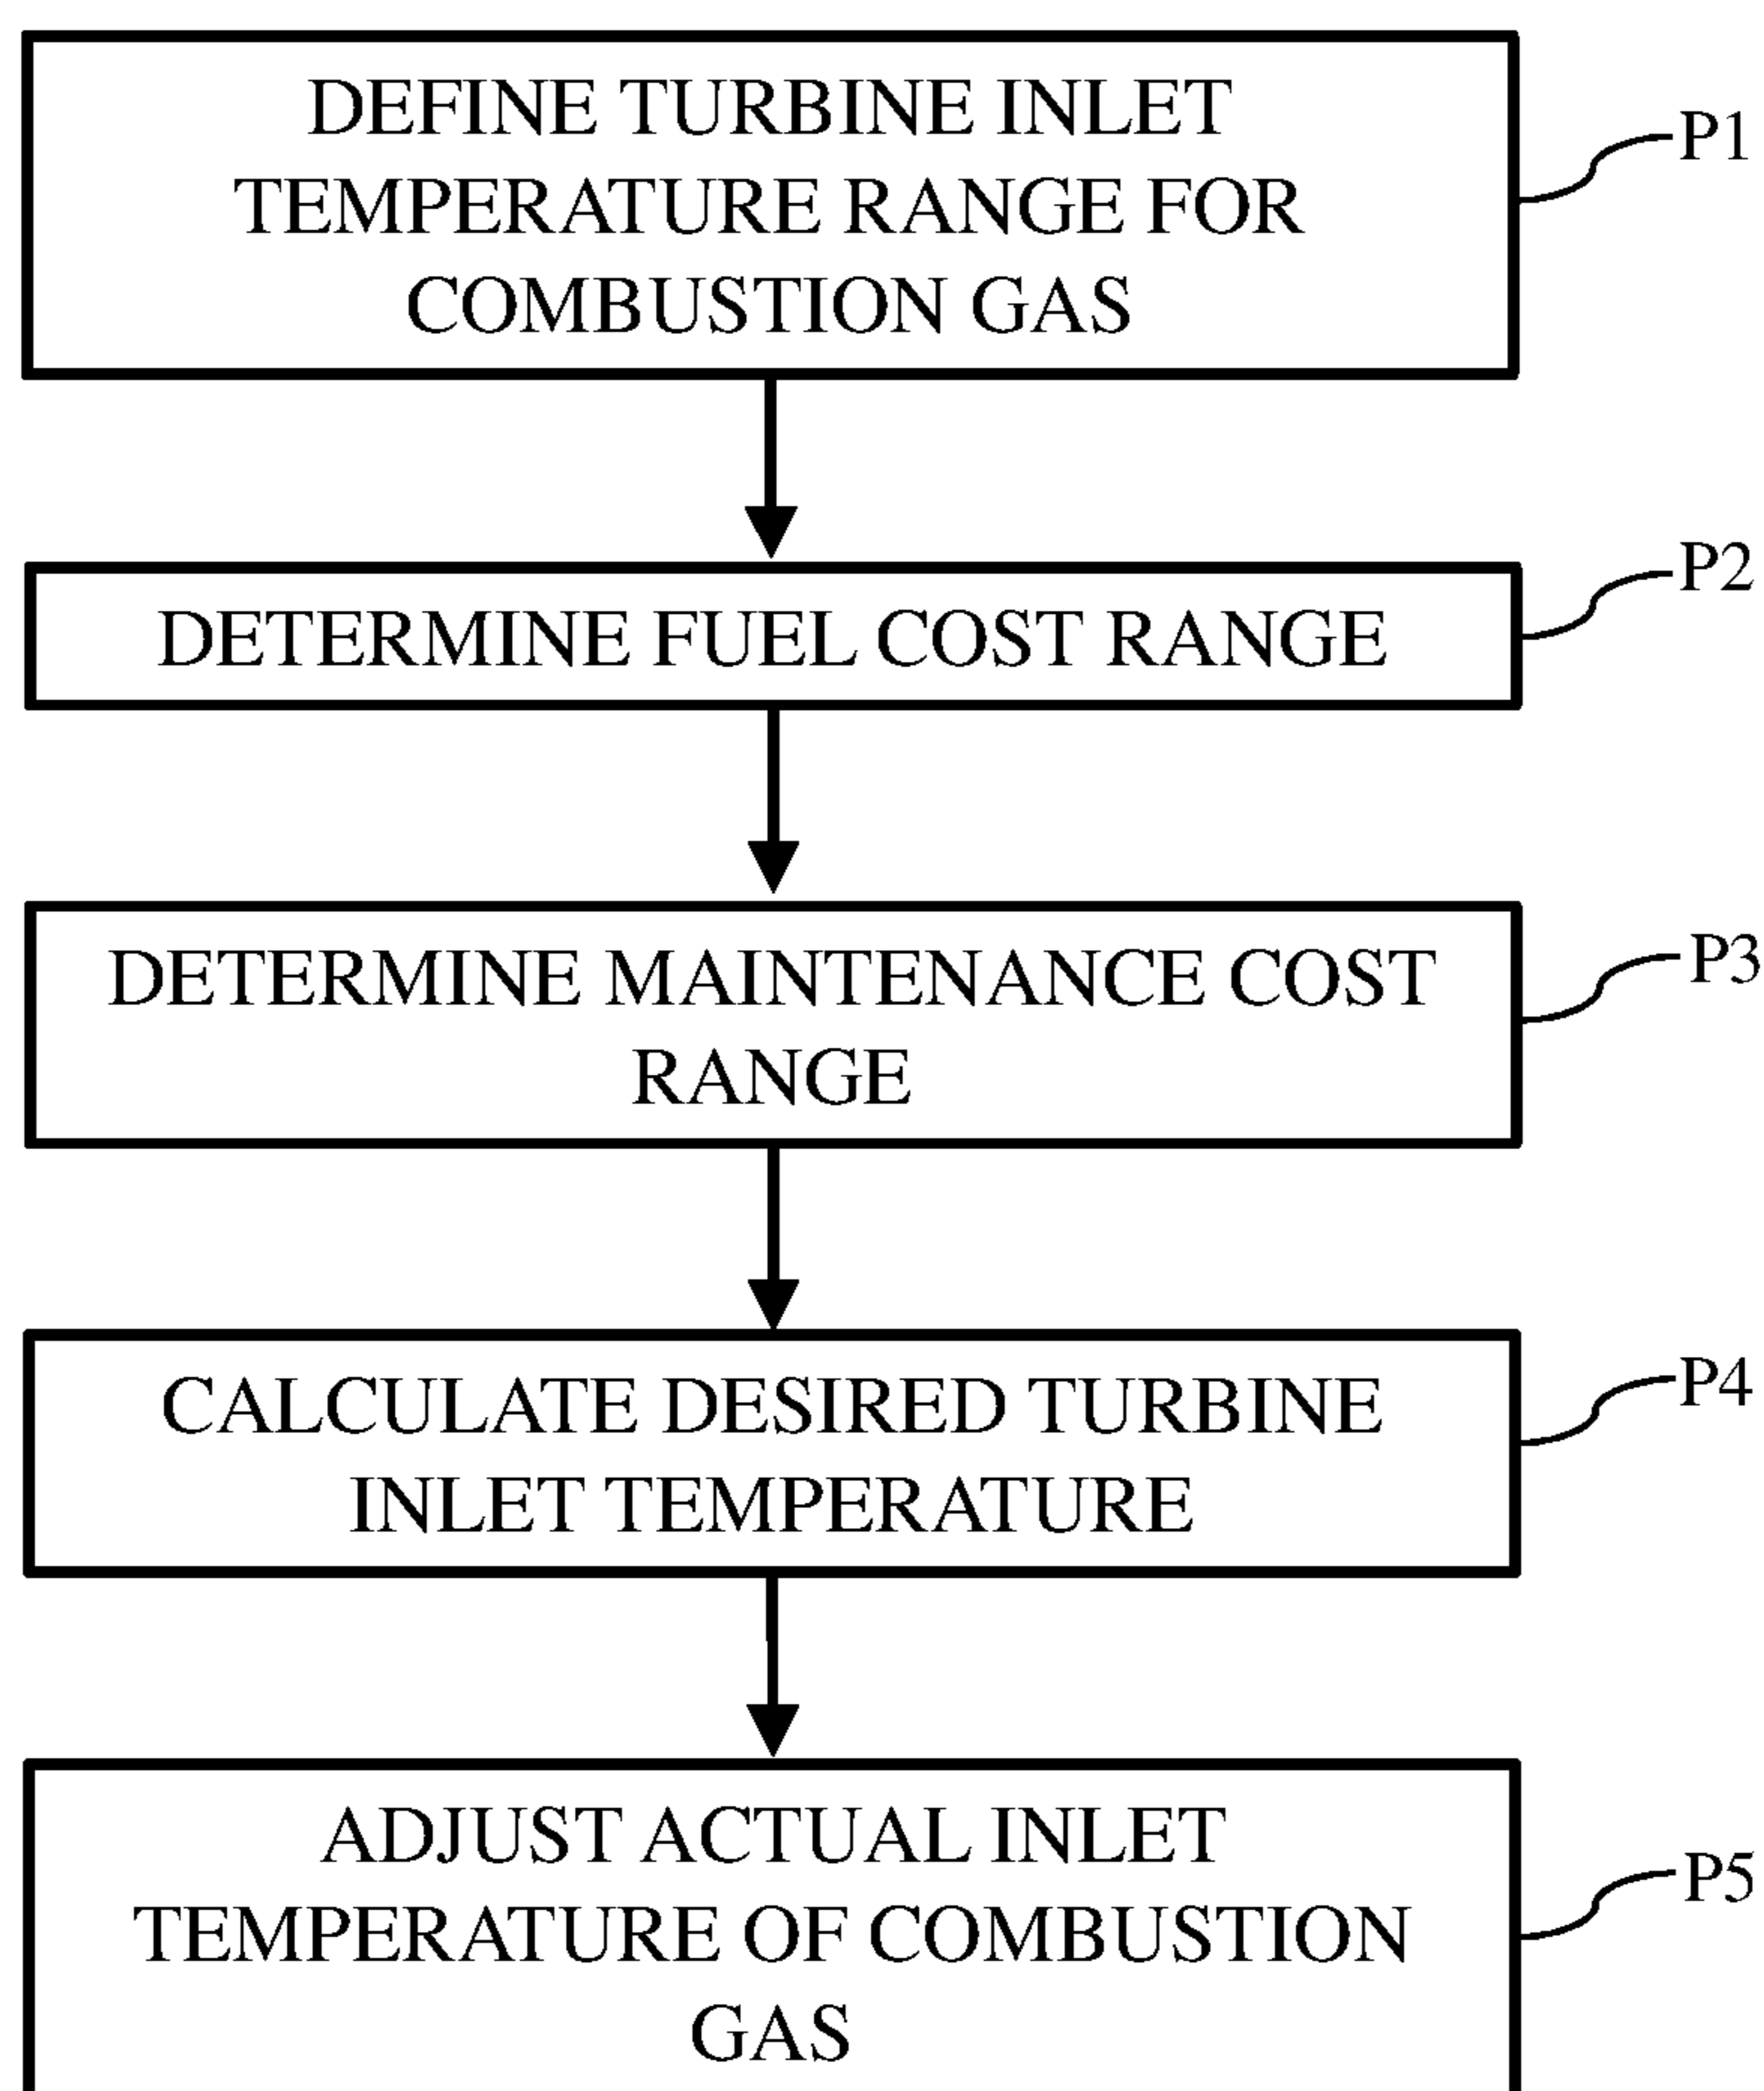 DEFINE TURBINE INLET
TEMPERATURE RANGE FOR
COMBUSTION GAS
P1
DETERMINE FUEL COST RANGE
P2
DETERMINE MAINTENANCE COST
RANGE
P3
CALCULATE DESIRED TURBINE
INLET TEMPERATURE
P4
ADJUST ACTUAL INLET
TEMPERATURE OF COMBUSTION
GAS
P5